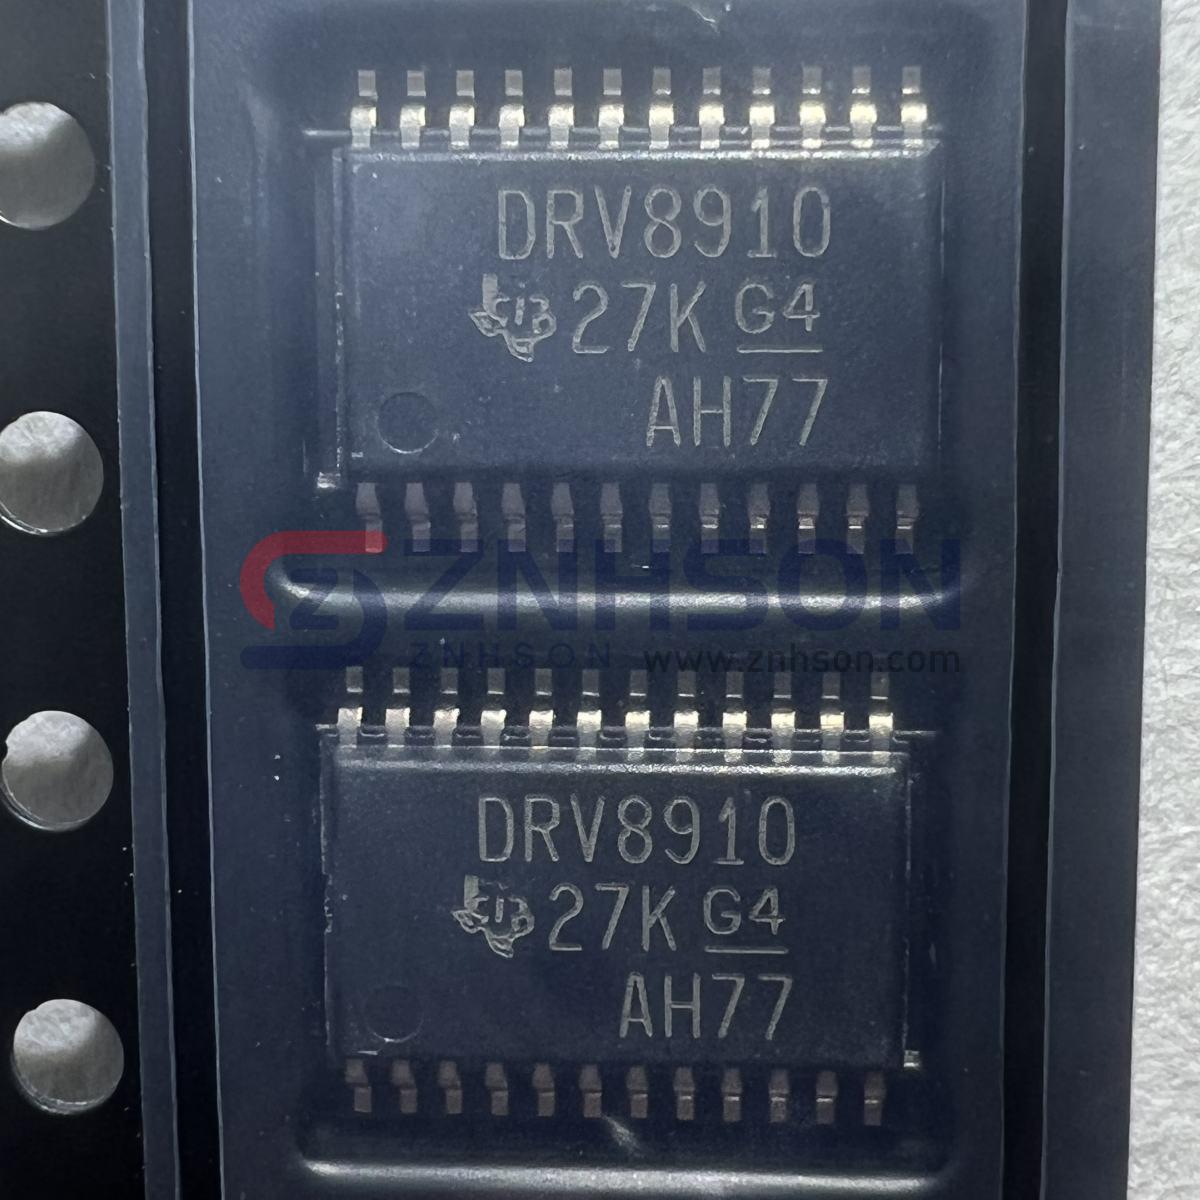 DRV8910
27K G4
AH77
ZNHSON
ZNHSON www.znhson.com
DRV8910
27K G4
AH77